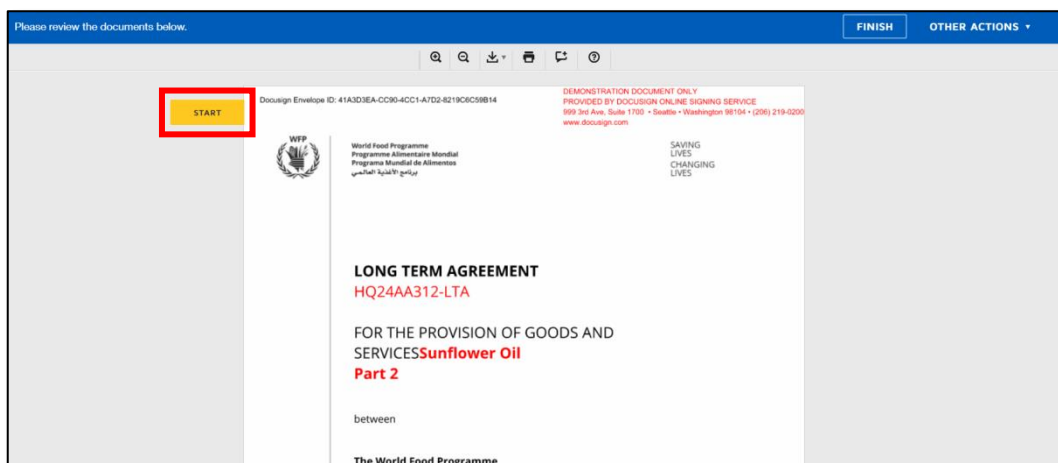 Please review the documents below.
FINISH
OTHER ACTIONS
START
Docusign Envelope ID: 41A3D3EA-CC90-4CC1-A7D2-8219C6C59B14
DEMONSTRATION DOCUMENT ONLY
PROVIDED BY DOCUSIGN ONLINE SIGNING SERVICE
999 3rd Ave, Suite 1700 • Seattle • Washington 98104 • (206) 219-0200
www.docusign.com
WFP
World Food Programme
Programme Alimentaire Mondial
Programa Mundial de Alimentos
برنامج الأغذية العالمي
SAVING
LIVES
CHANGING
LIVES
LONG TERM AGREEMENT
HQ24AA312-LTA
FOR THE PROVISION OF GOODS AND
SERVICESSunflower Oil
Part 2
between
The World Food Programme